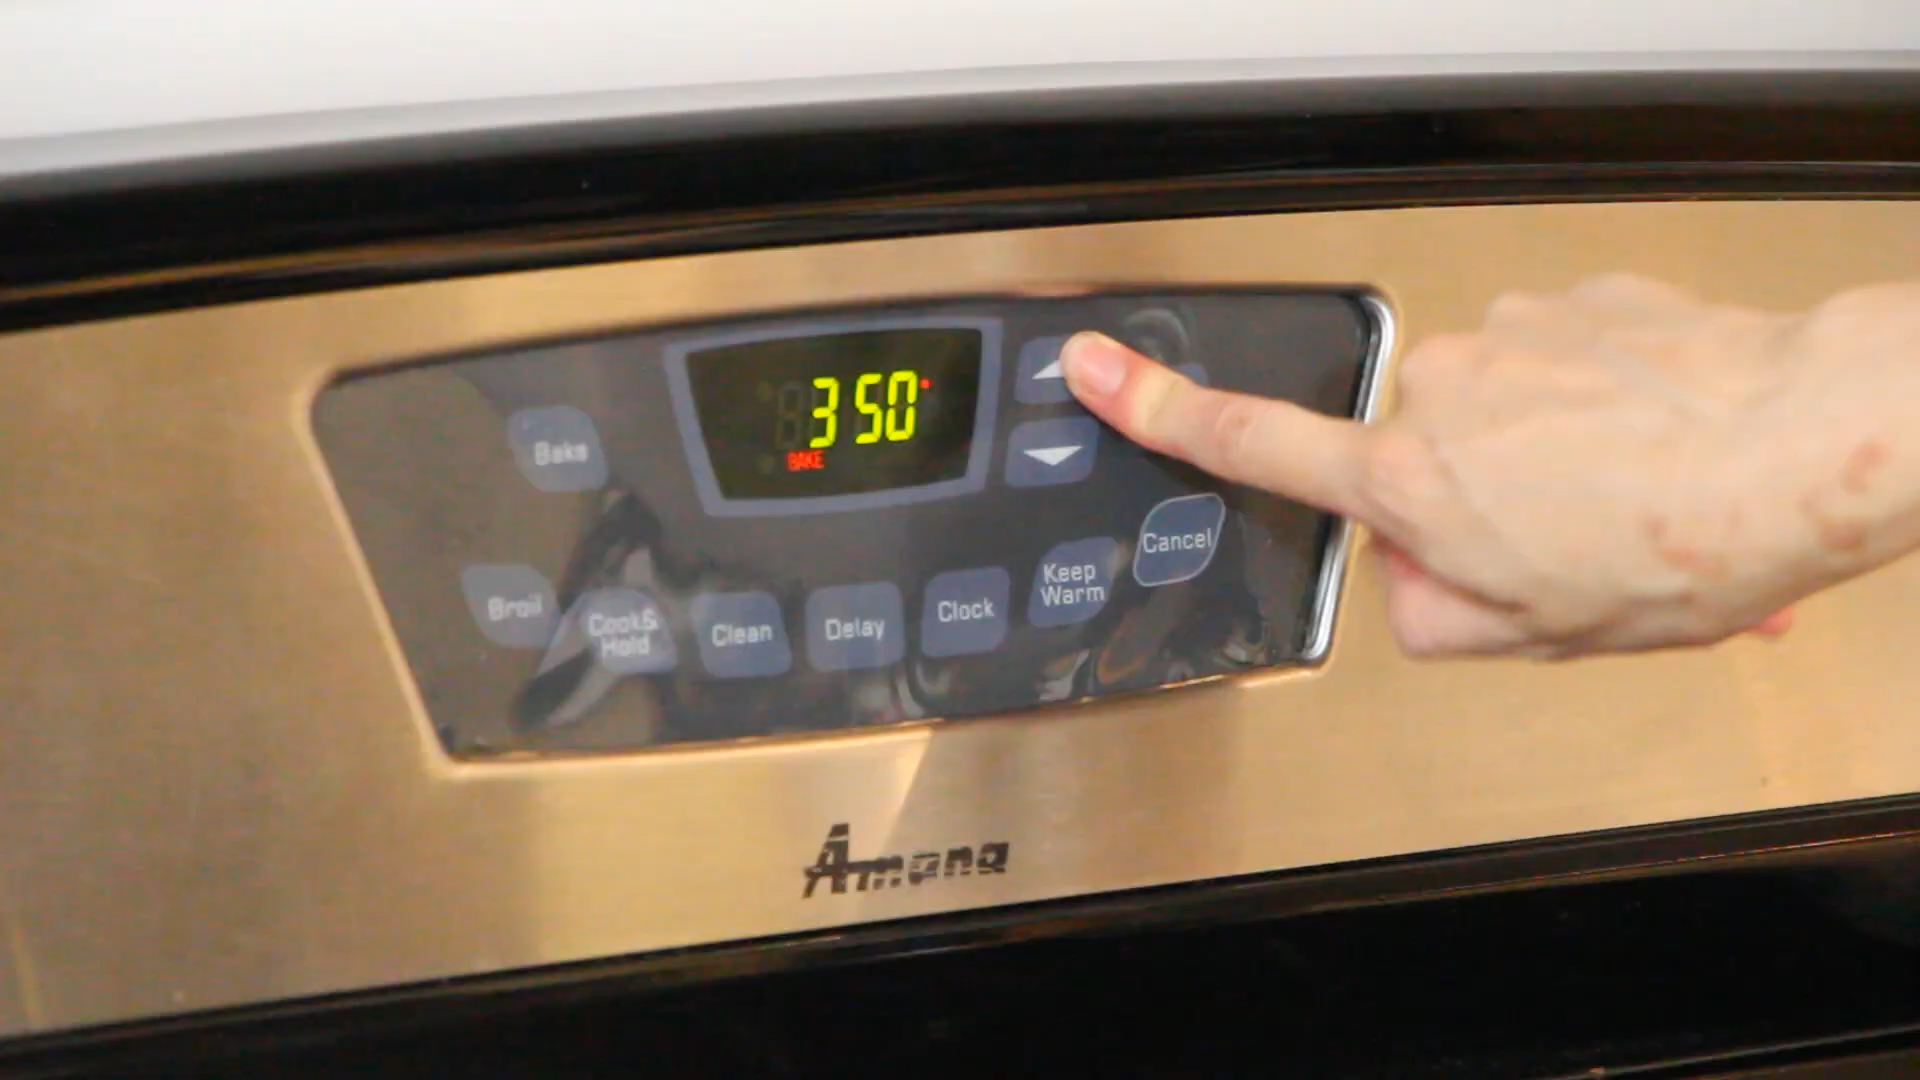 350°
BAKE
Bake
Broil
Cook&
Hold
Clean
Delay
Clock
Keep
Warm
Cancel
Amana